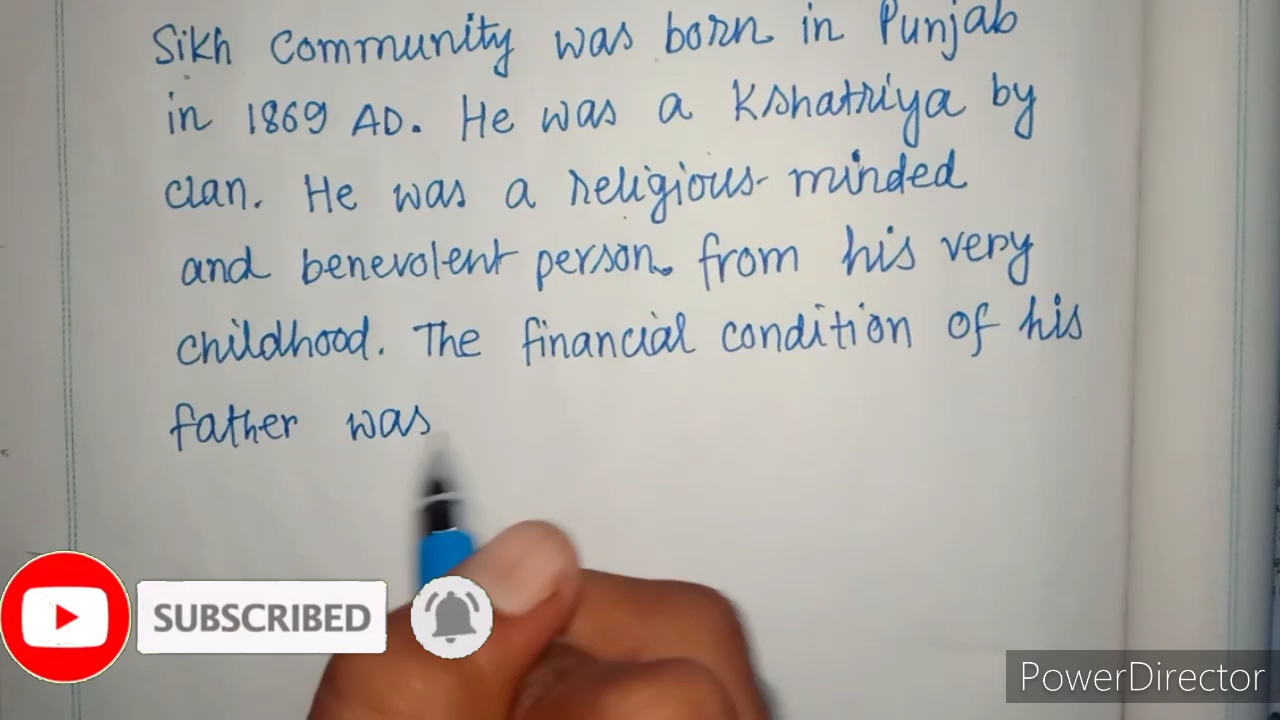 Sikh Community was born in Punjab
in 1869 AD. He was a Kshatriya by
clan. He was a religious-minded
and benevolent person from his very
childhood. The financial condition of his
father was
SUBSCRIBED
PowerDirector